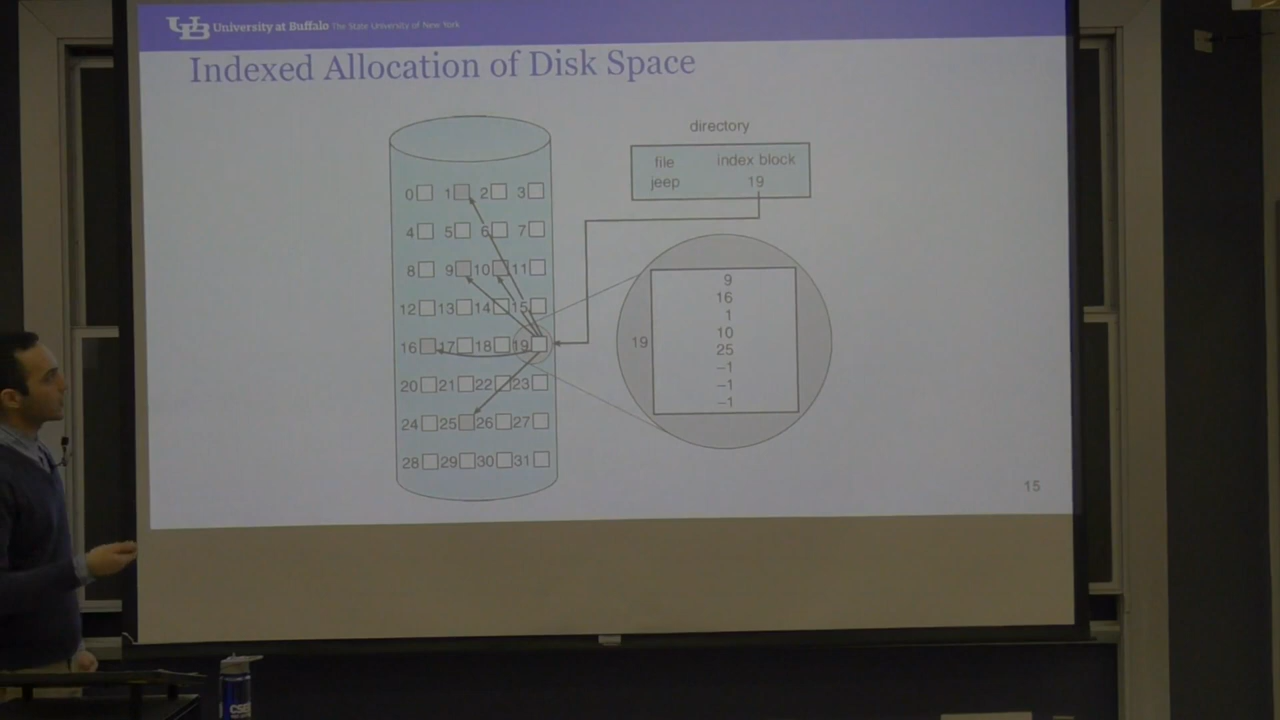 University at Buffalo The State University of New York
Indexed Allocation of Disk Space
directory
file index block
jeep 19
0 1 2 3
4 5 6 7
8 9 10 11
12 13 14 15
16 17 18 19
20 21 22 23
24 25 26 27
28 29 30 31
19
9
16
1
10
25
–1
–1
–1
15
CSE